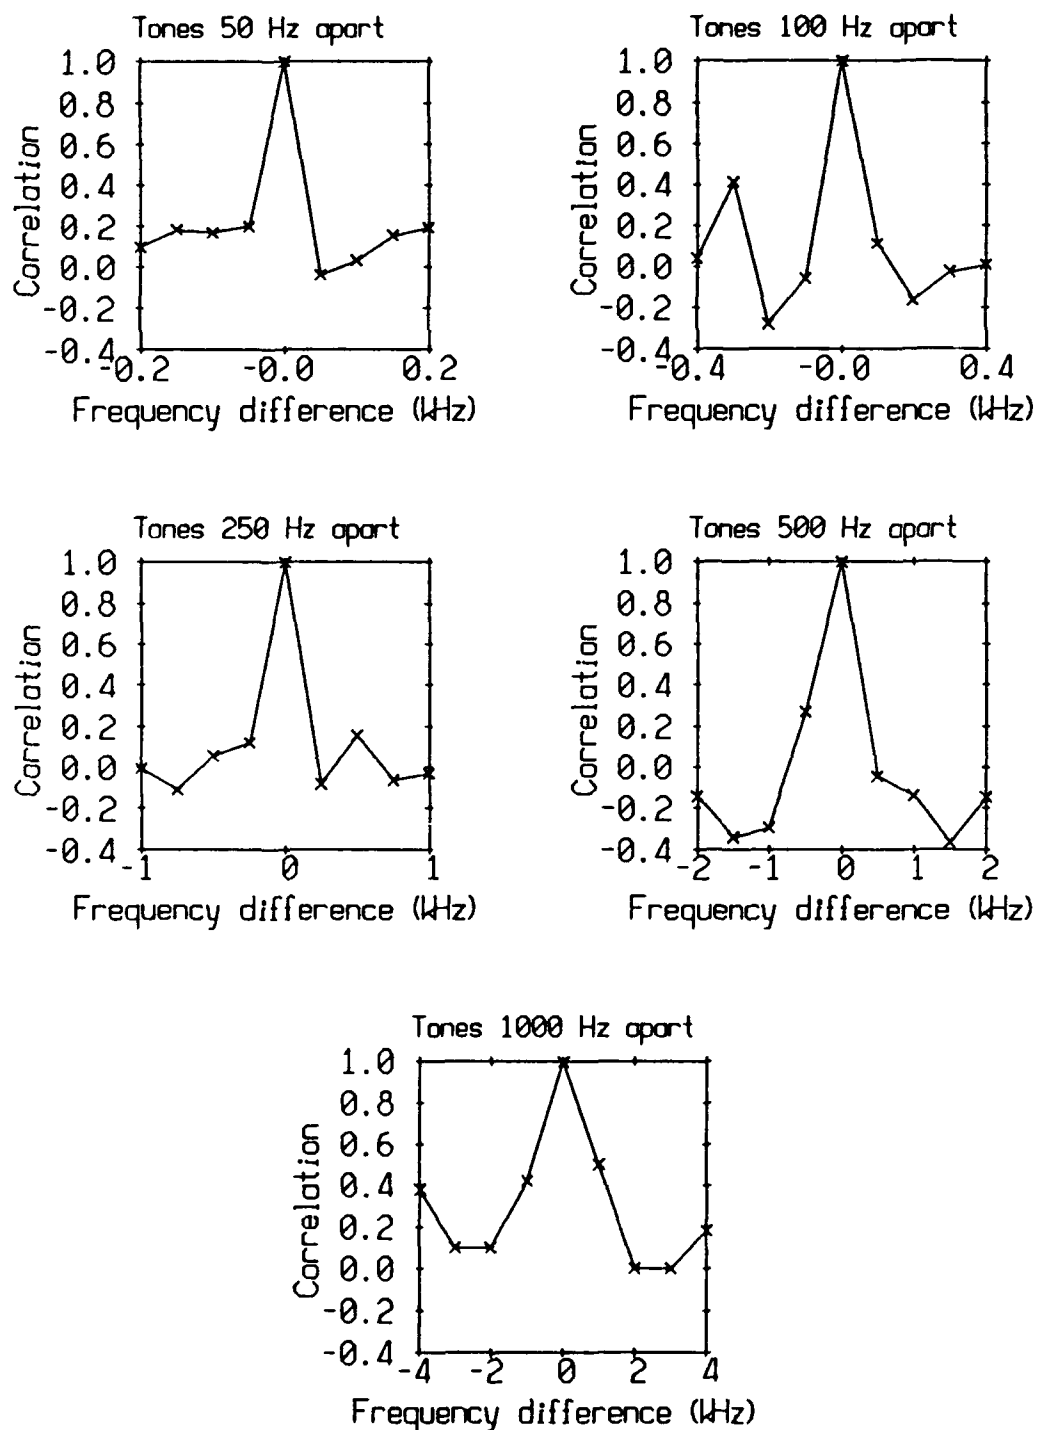 Tones 50 Hz apart
1.0
0.8
0.6
0.4
0.2
0.0
-0.2
-0.4
Correlation
-0.2 -0.0 0.2
Frequency difference (kHz)
Tones 100 Hz apart
1.0
0.8
0.6
0.4
0.2
0.0
-0.2
-0.4
Correlation
-0.4 -0.0 0.4
Frequency difference (kHz)
Tones 250 Hz apart
1.0
0.8
0.6
0.4
0.2
0.0
-0.2
-0.4
Correlation
-1 0 1
Frequency difference (kHz)
Tones 500 Hz apart
1.0
0.8
0.6
0.4
0.2
0.0
-0.2
-0.4
Correlation
-2 -1 0 1 2
Frequency difference (kHz)
Tones 1000 Hz apart
1.0
0.8
0.6
0.4
0.2
0.0
-0.2
-0.4
Correlation
-4 -2 0 2 4
Frequency difference (kHz)